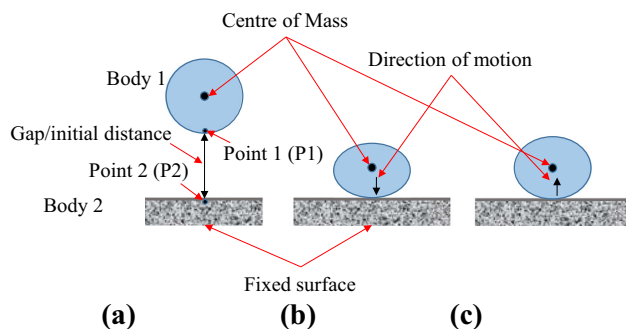 Centre of Mass
Direction of motion
Body 1
Gap/initial distance
Point 1 (P1)
Point 2 (P2)
Body 2
Fixed surface
(a) (b) (c)